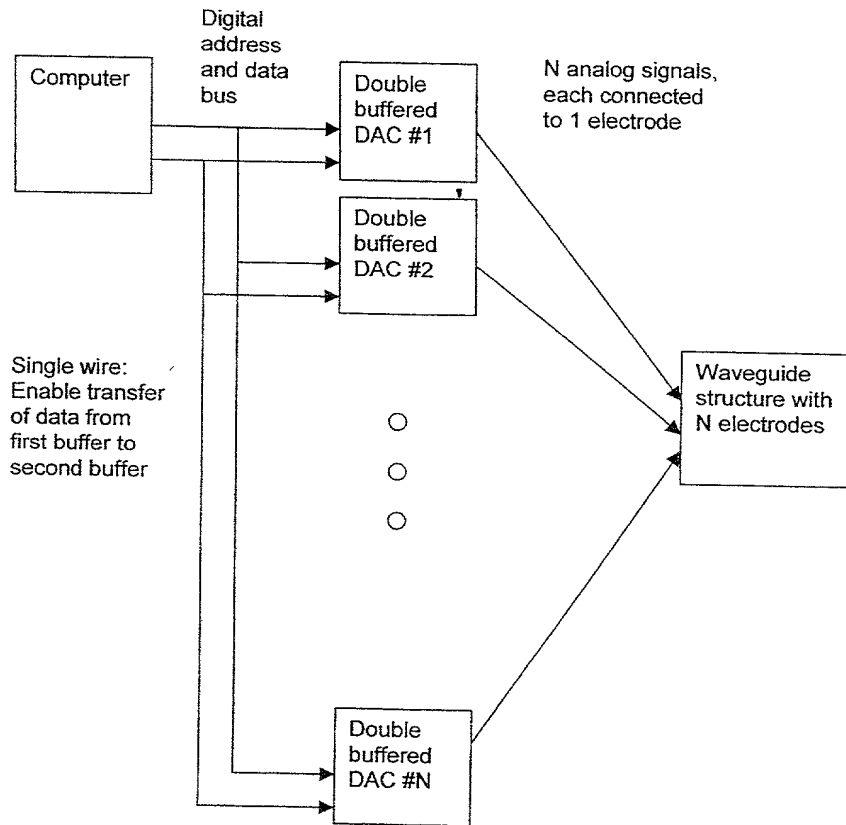 Digital
address
and data
bus
Computer
Double
buffered
DAC #1
N analog signals,
each connected
to 1 electrode
Double
buffered
DAC #2
Single wire:
Enable transfer
of data from
first buffer to
second buffer
Waveguide
structure with
N electrodes
Double
buffered
DAC #N